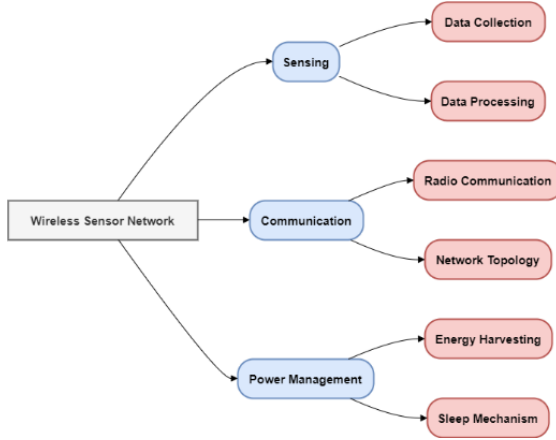 Data Collection
Sensing
Data Processing
Radio Communication
Wireless Sensor Network
Communication
Network Topology
Energy Harvesting
Power Management
Sleep Mechanism